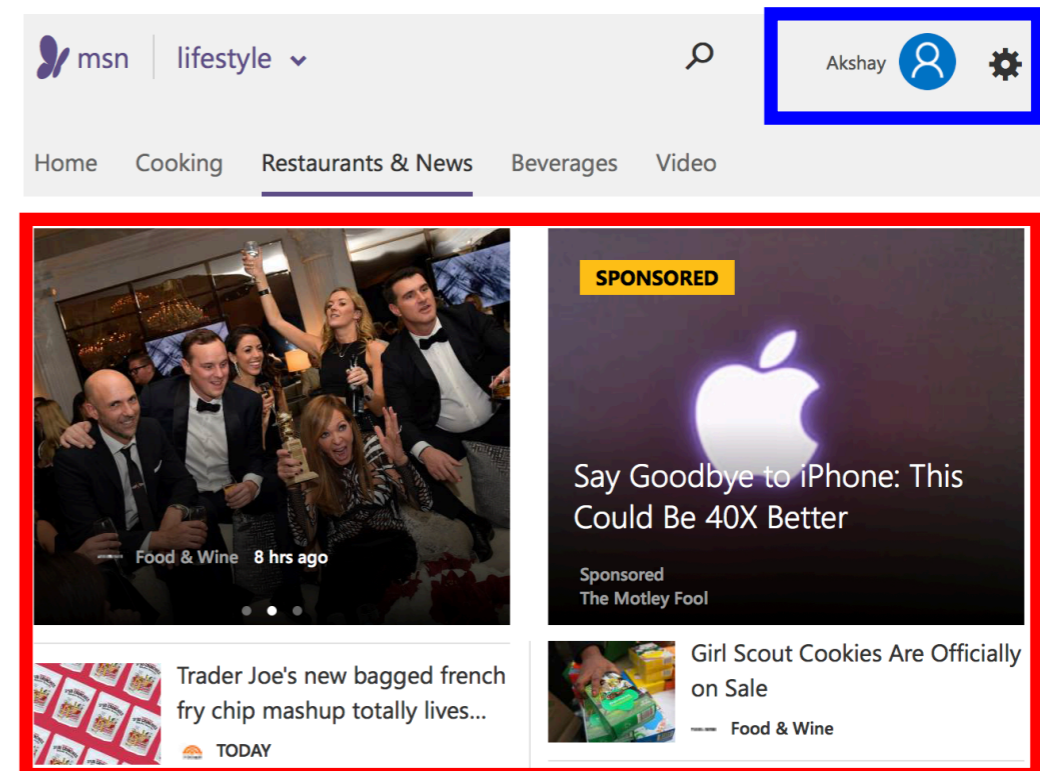 msn lifestyle
Akshay
Home Cooking Restaurants & News Beverages Video
Food & Wine 8 hrs ago
SPONSORED
Say Goodbye to iPhone: This
Could Be 40X Better
Sponsored
The Motley Fool
Trader Joe's new bagged french
fry chip mashup totally lives...
TODAY
Girl Scout Cookies Are Officially
on Sale
Food & Wine